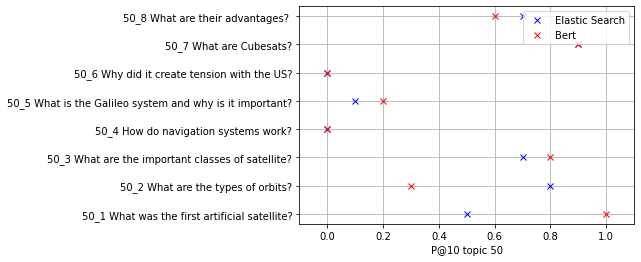 50_8 What are their advantages?
50_7 What are Cubesats?
50_6 Why did it create tension with the US?
50_5 What is the Galileo system and why is it important?
50_4 How do navigation systems work?
50_3 What are the important classes of satellite?
50_2 What are the types of orbits?
50_1 What was the first artificial satellite?
Elastic Search
Bert
0.0 0.2 0.4 0.6 0.8 1.0
P@10 topic 50